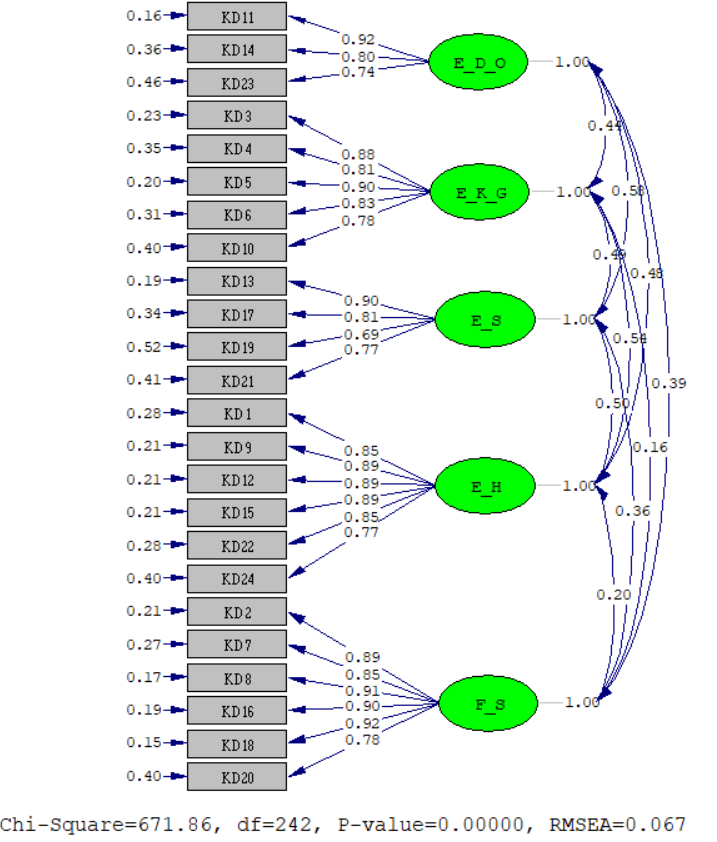 0.16 KD11
0.36 KD14
0.46 KD23
0.23 KD3
0.35 KD4
0.20 KD5
0.31 KD6
0.40 KD10
0.19 KD13
0.34 KD17
0.52 KD19
0.41 KD21
0.28 KD1
0.21 KD9
0.21 KD12
0.21 KD15
0.28 KD22
0.40 KD24
0.21 KD2
0.27 KD7
0.17 KD8
0.19 KD16
0.15 KD18
0.40 KD20
0.92
0.80
0.74
0.88
0.81
0.90
0.83
0.78
0.90
0.81
0.69
0.77
0.85
0.89
0.89
0.89
0.85
0.77
0.89
0.85
0.91
0.90
0.92
0.78
E_D_O 1.00
E_K_G 1.00
E_S 1.00
E_H 1.00
F_S 1.00
0.44
0.58
0.49
0.48
0.54
0.39
0.50
0.16
0.36
0.20
Chi-Square=671.86, df=242, P-value=0.00000, RMSEA=0.067